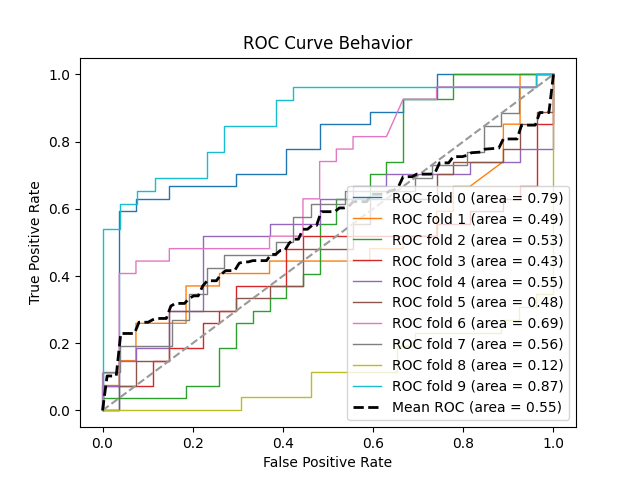 ROC Curve Behavior
True Positive Rate
1.0
0.8
0.6
0.4
0.2
0.0
ROC fold 0 (area = 0.79)
ROC fold 1 (area = 0.49)
ROC fold 2 (area = 0.53)
ROC fold 3 (area = 0.43)
ROC fold 4 (area = 0.55)
ROC fold 5 (area = 0.48)
ROC fold 6 (area = 0.69)
ROC fold 7 (area = 0.56)
ROC fold 8 (area = 0.12)
ROC fold 9 (area = 0.87)
Mean ROC (area = 0.55)
0.0 0.2 0.4 0.6 0.8 1.0
False Positive Rate